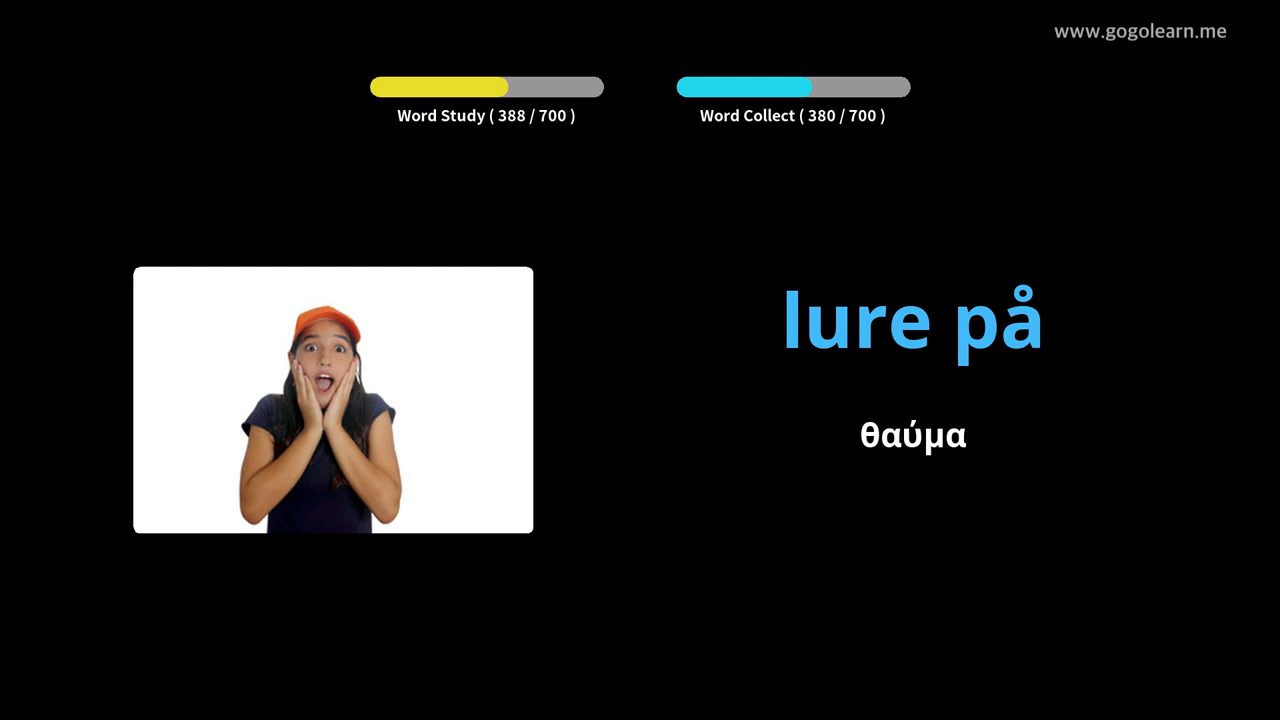 www.gogolearn.me
Word Study ( 388 / 700 )
Word Collect ( 380 / 700 )
lure på
θαύμα